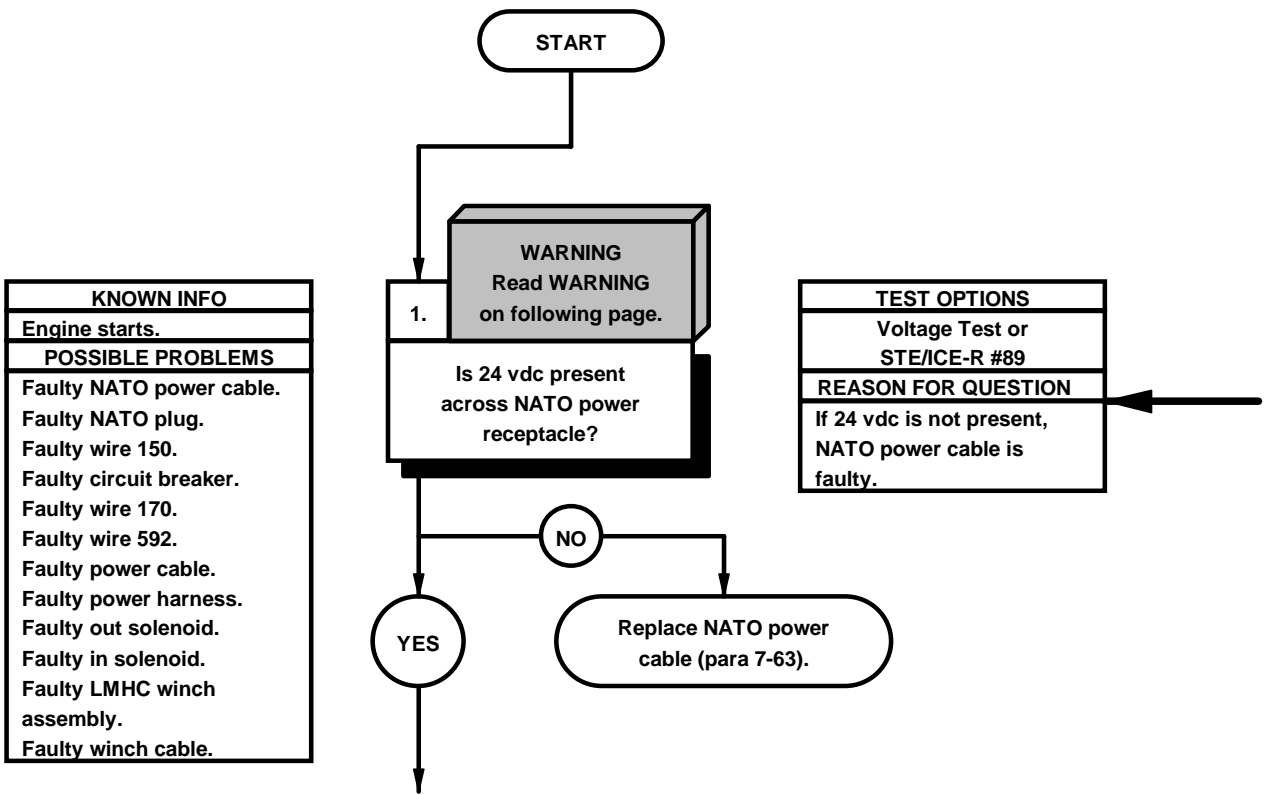 START
WARNING
Read WARNING
on following page.
1.
Is 24 vdc present
across NATO power
receptacle?
KNOWN INFO
Engine starts.
POSSIBLE PROBLEMS
Faulty NATO power cable.
Faulty NATO plug.
Faulty wire 150.
Faulty circuit breaker.
Faulty wire 170.
Faulty wire 592.
Faulty power cable.
Faulty power harness.
Faulty out solenoid.
Faulty in solenoid.
Faulty LMHC winch
assembly.
Faulty winch cable.
TEST OPTIONS
Voltage Test or
STE/ICE-R #89
REASON FOR QUESTION
If 24 vdc is not present,
NATO power cable is
faulty.
NO
YES
Replace NATO power
cable (para 7-63).